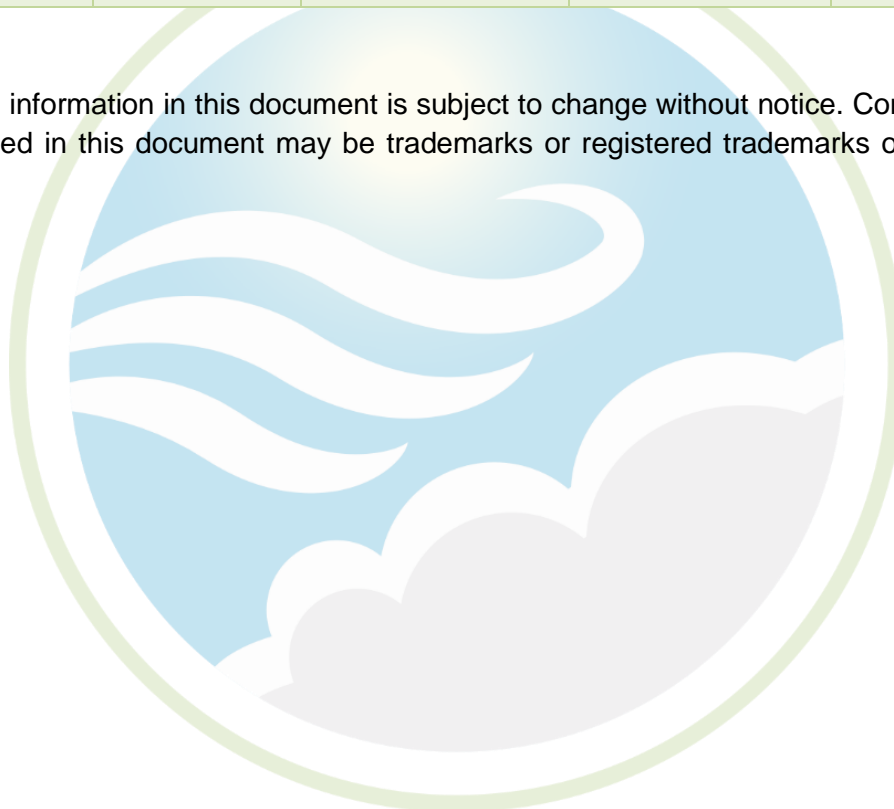 information in this document is subject to change without notice.
ed in this document may be trademarks or registered trademarks